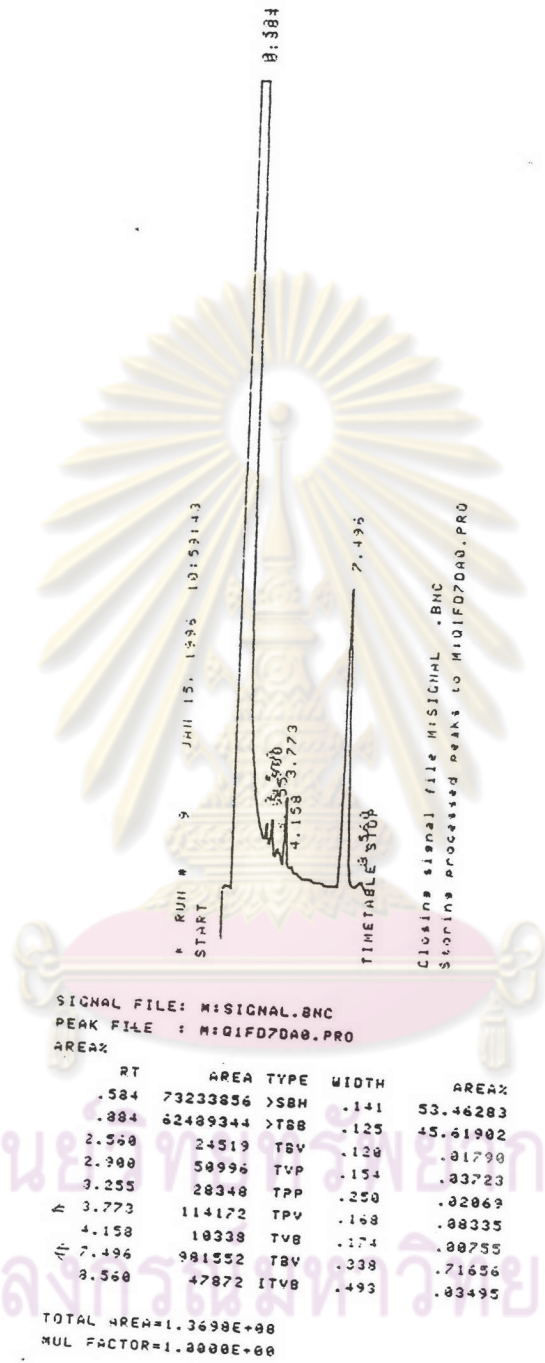 0.584
* RUN # 9 JAN 15, 1996 10:59:43
START
4.158 3.773
7.496
TIMETABLE STOP
Closing signal file M:SIGNAL .BNC
Storing processed peaks to M:Q1FD7DA0.PRO
SIGNAL FILE: M:SIGNAL.BNC
PEAK FILE : M:Q1FD7DA0.PRO
AREA%
RT AREA TYPE WIDTH AREA%
.584 73233856 >SBH .141 53.46283
.884 62489344 >TBB .125 45.61902
2.560 24519 TBV .120 .01790
2.900 50996 TVP .154 .03723
3.255 28348 TPP .250 .02069
3.773 114172 TPV .168 .08335
4.158 10338 TVB .174 .00755
7.496 981552 TBV .338 .71656
8.560 47872 ITVB .493 .03495
TOTAL AREA=1.3698E+08
MUL FACTOR=1.0000E+00